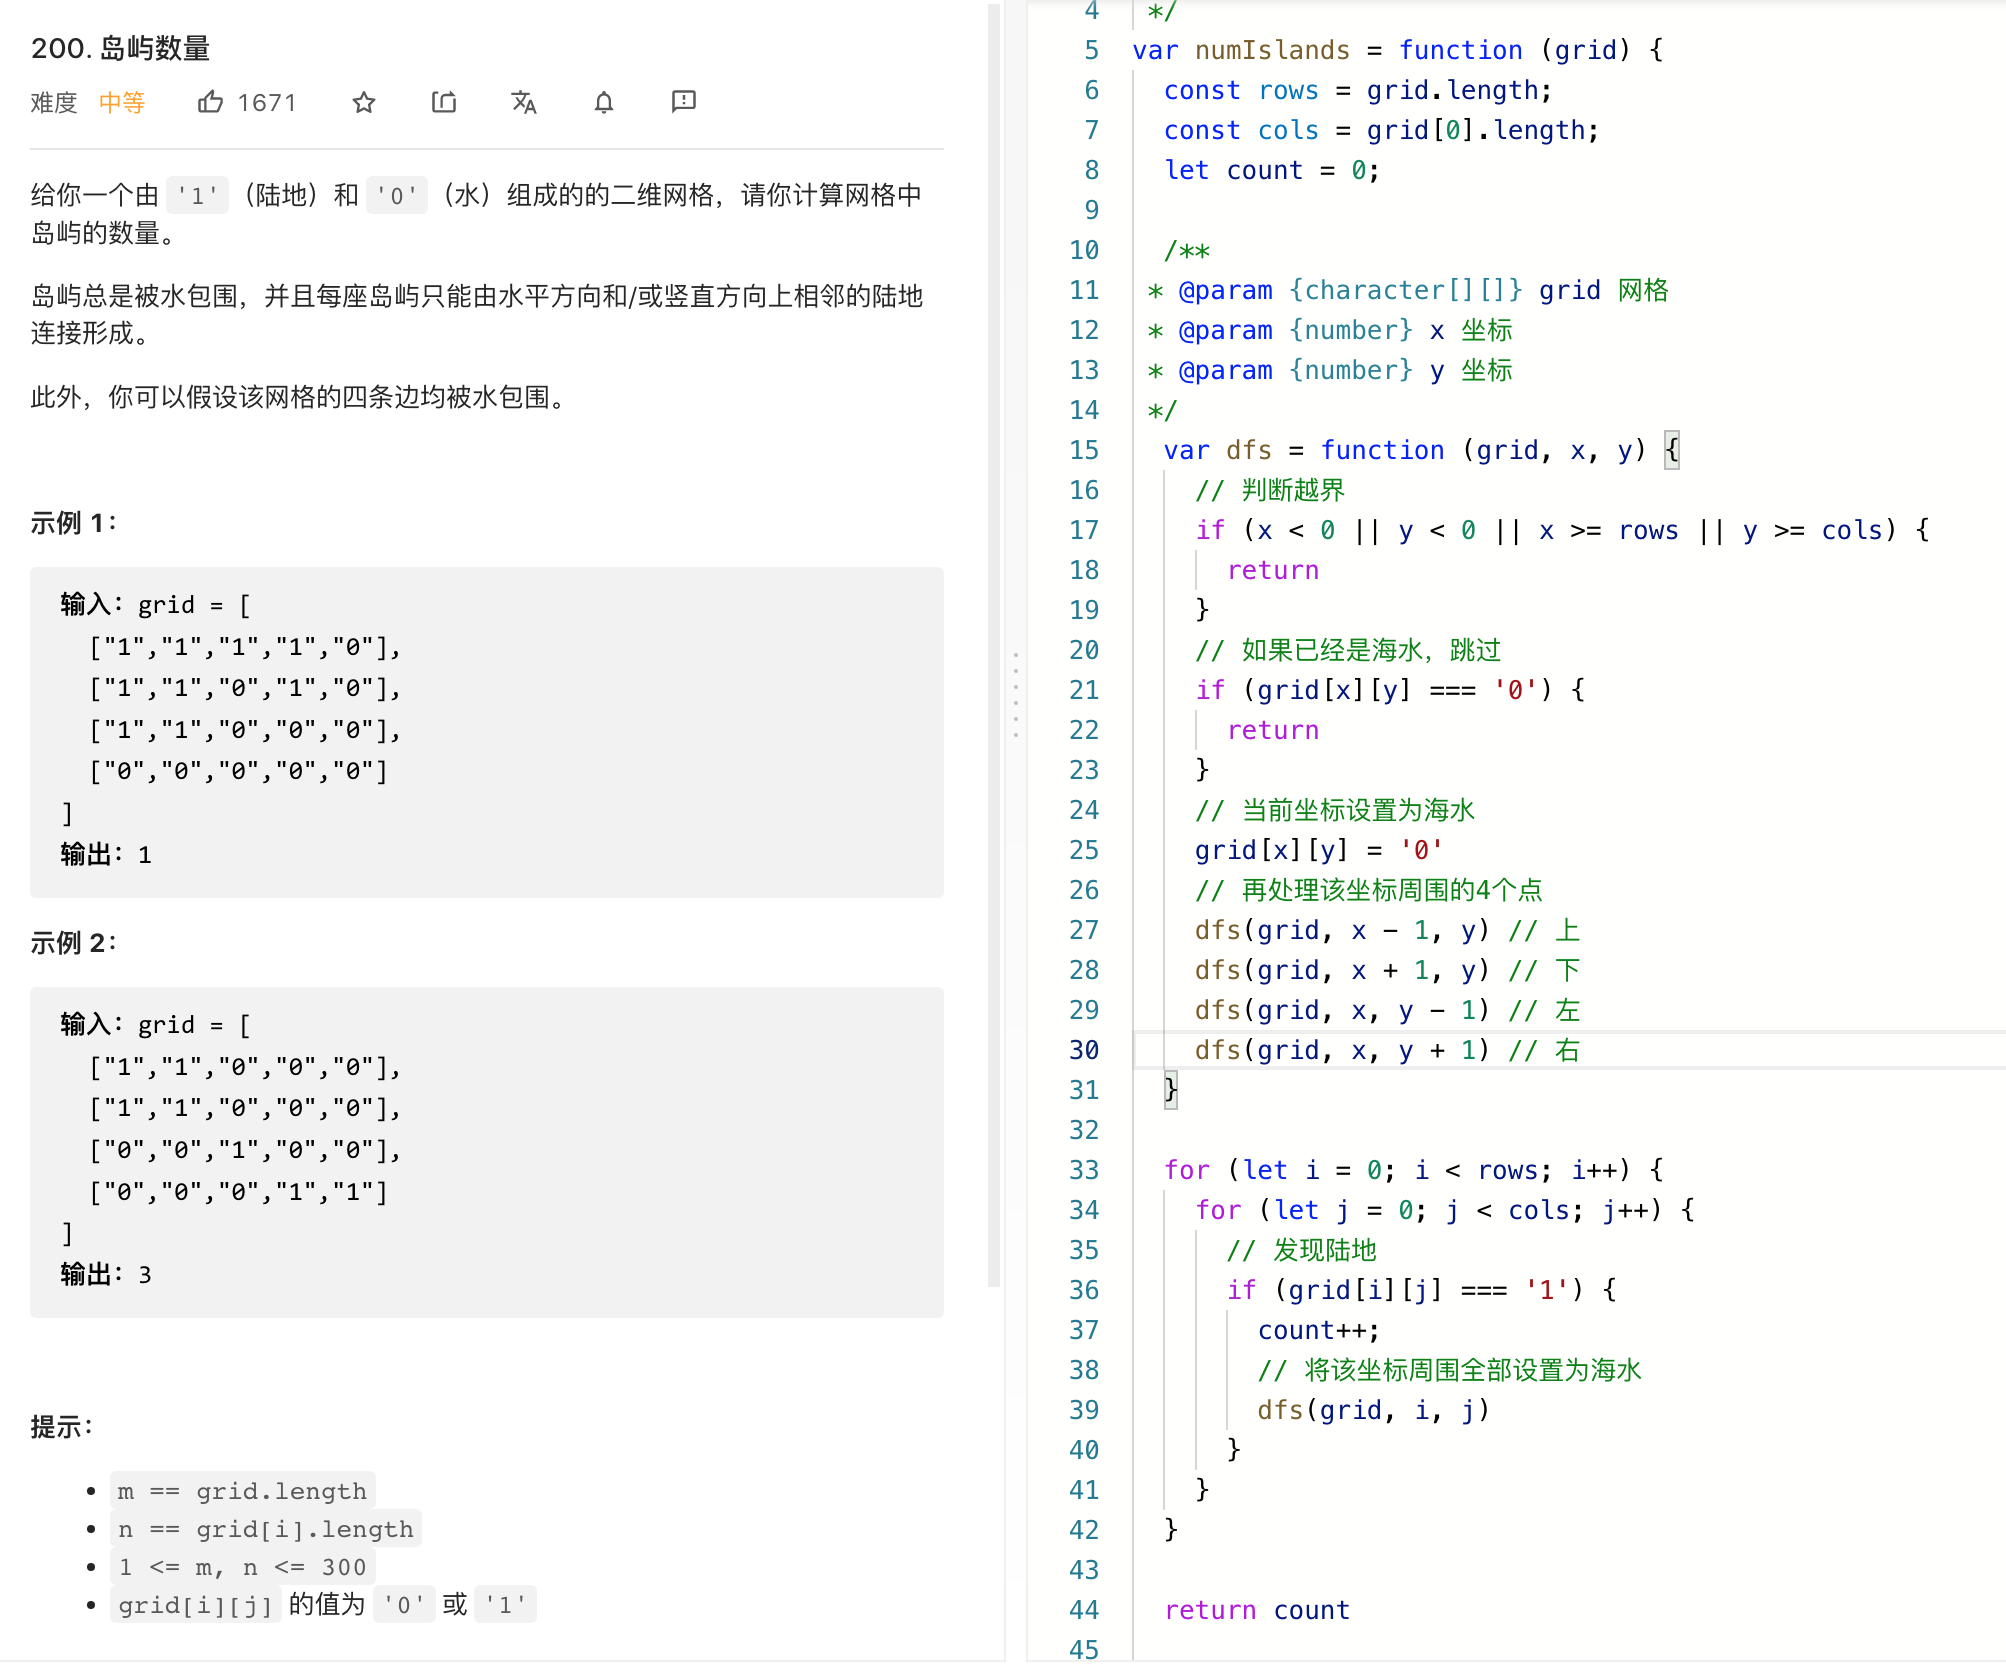 200. 岛屿数量
难度 中等 1671
给你一个由 '1'（陆地）和 '0'（水）组成的的二维网格，请你计算网格中
岛屿的数量。
岛屿总是被水包围，并且每座岛屿只能由水平方向和/或竖直方向上相邻的陆地
连接形成。
此外，你可以假设该网格的四条边均被水包围。
示例 1：
输入：grid = [
  ["1","1","1","1","0"],
  ["1","1","0","1","0"],
  ["1","1","0","0","0"],
  ["0","0","0","0","0"]
]
输出：1
示例 2：
输入：grid = [
  ["1","1","0","0","0"],
  ["1","1","0","0","0"],
  ["0","0","1","0","0"],
  ["0","0","0","1","1"]
]
输出：3
提示：
• m == grid.length
• n == grid[i].length
• 1 <= m, n <= 300
• grid[i][j] 的值为 '0' 或 '1'
4  */
5 var numIslands = function (grid) {
6   const rows = grid.length;
7   const cols = grid[0].length;
8   let count = 0;
9
10   /**
11  * @param {character[][]} grid 网格
12  * @param {number} x 坐标
13  * @param {number} y 坐标
14  */
15   var dfs = function (grid, x, y) {
16     // 判断越界
17     if (x < 0 || y < 0 || x >= rows || y >= cols) {
18       return
19     }
20     // 如果已经是海水，跳过
21     if (grid[x][y] === '0') {
22       return
23     }
24     // 当前坐标设置为海水
25     grid[x][y] = '0'
26     // 再处理该坐标周围的4个点
27     dfs(grid, x - 1, y) // 上
28     dfs(grid, x + 1, y) // 下
29     dfs(grid, x, y - 1) // 左
30     dfs(grid, x, y + 1) // 右
31   }
32
33   for (let i = 0; i < rows; i++) {
34     for (let j = 0; j < cols; j++) {
35       // 发现陆地
36       if (grid[i][j] === '1') {
37         count++;
38         // 将该坐标周围全部设置为海水
39         dfs(grid, i, j)
40       }
41     }
42   }
43
44   return count
45